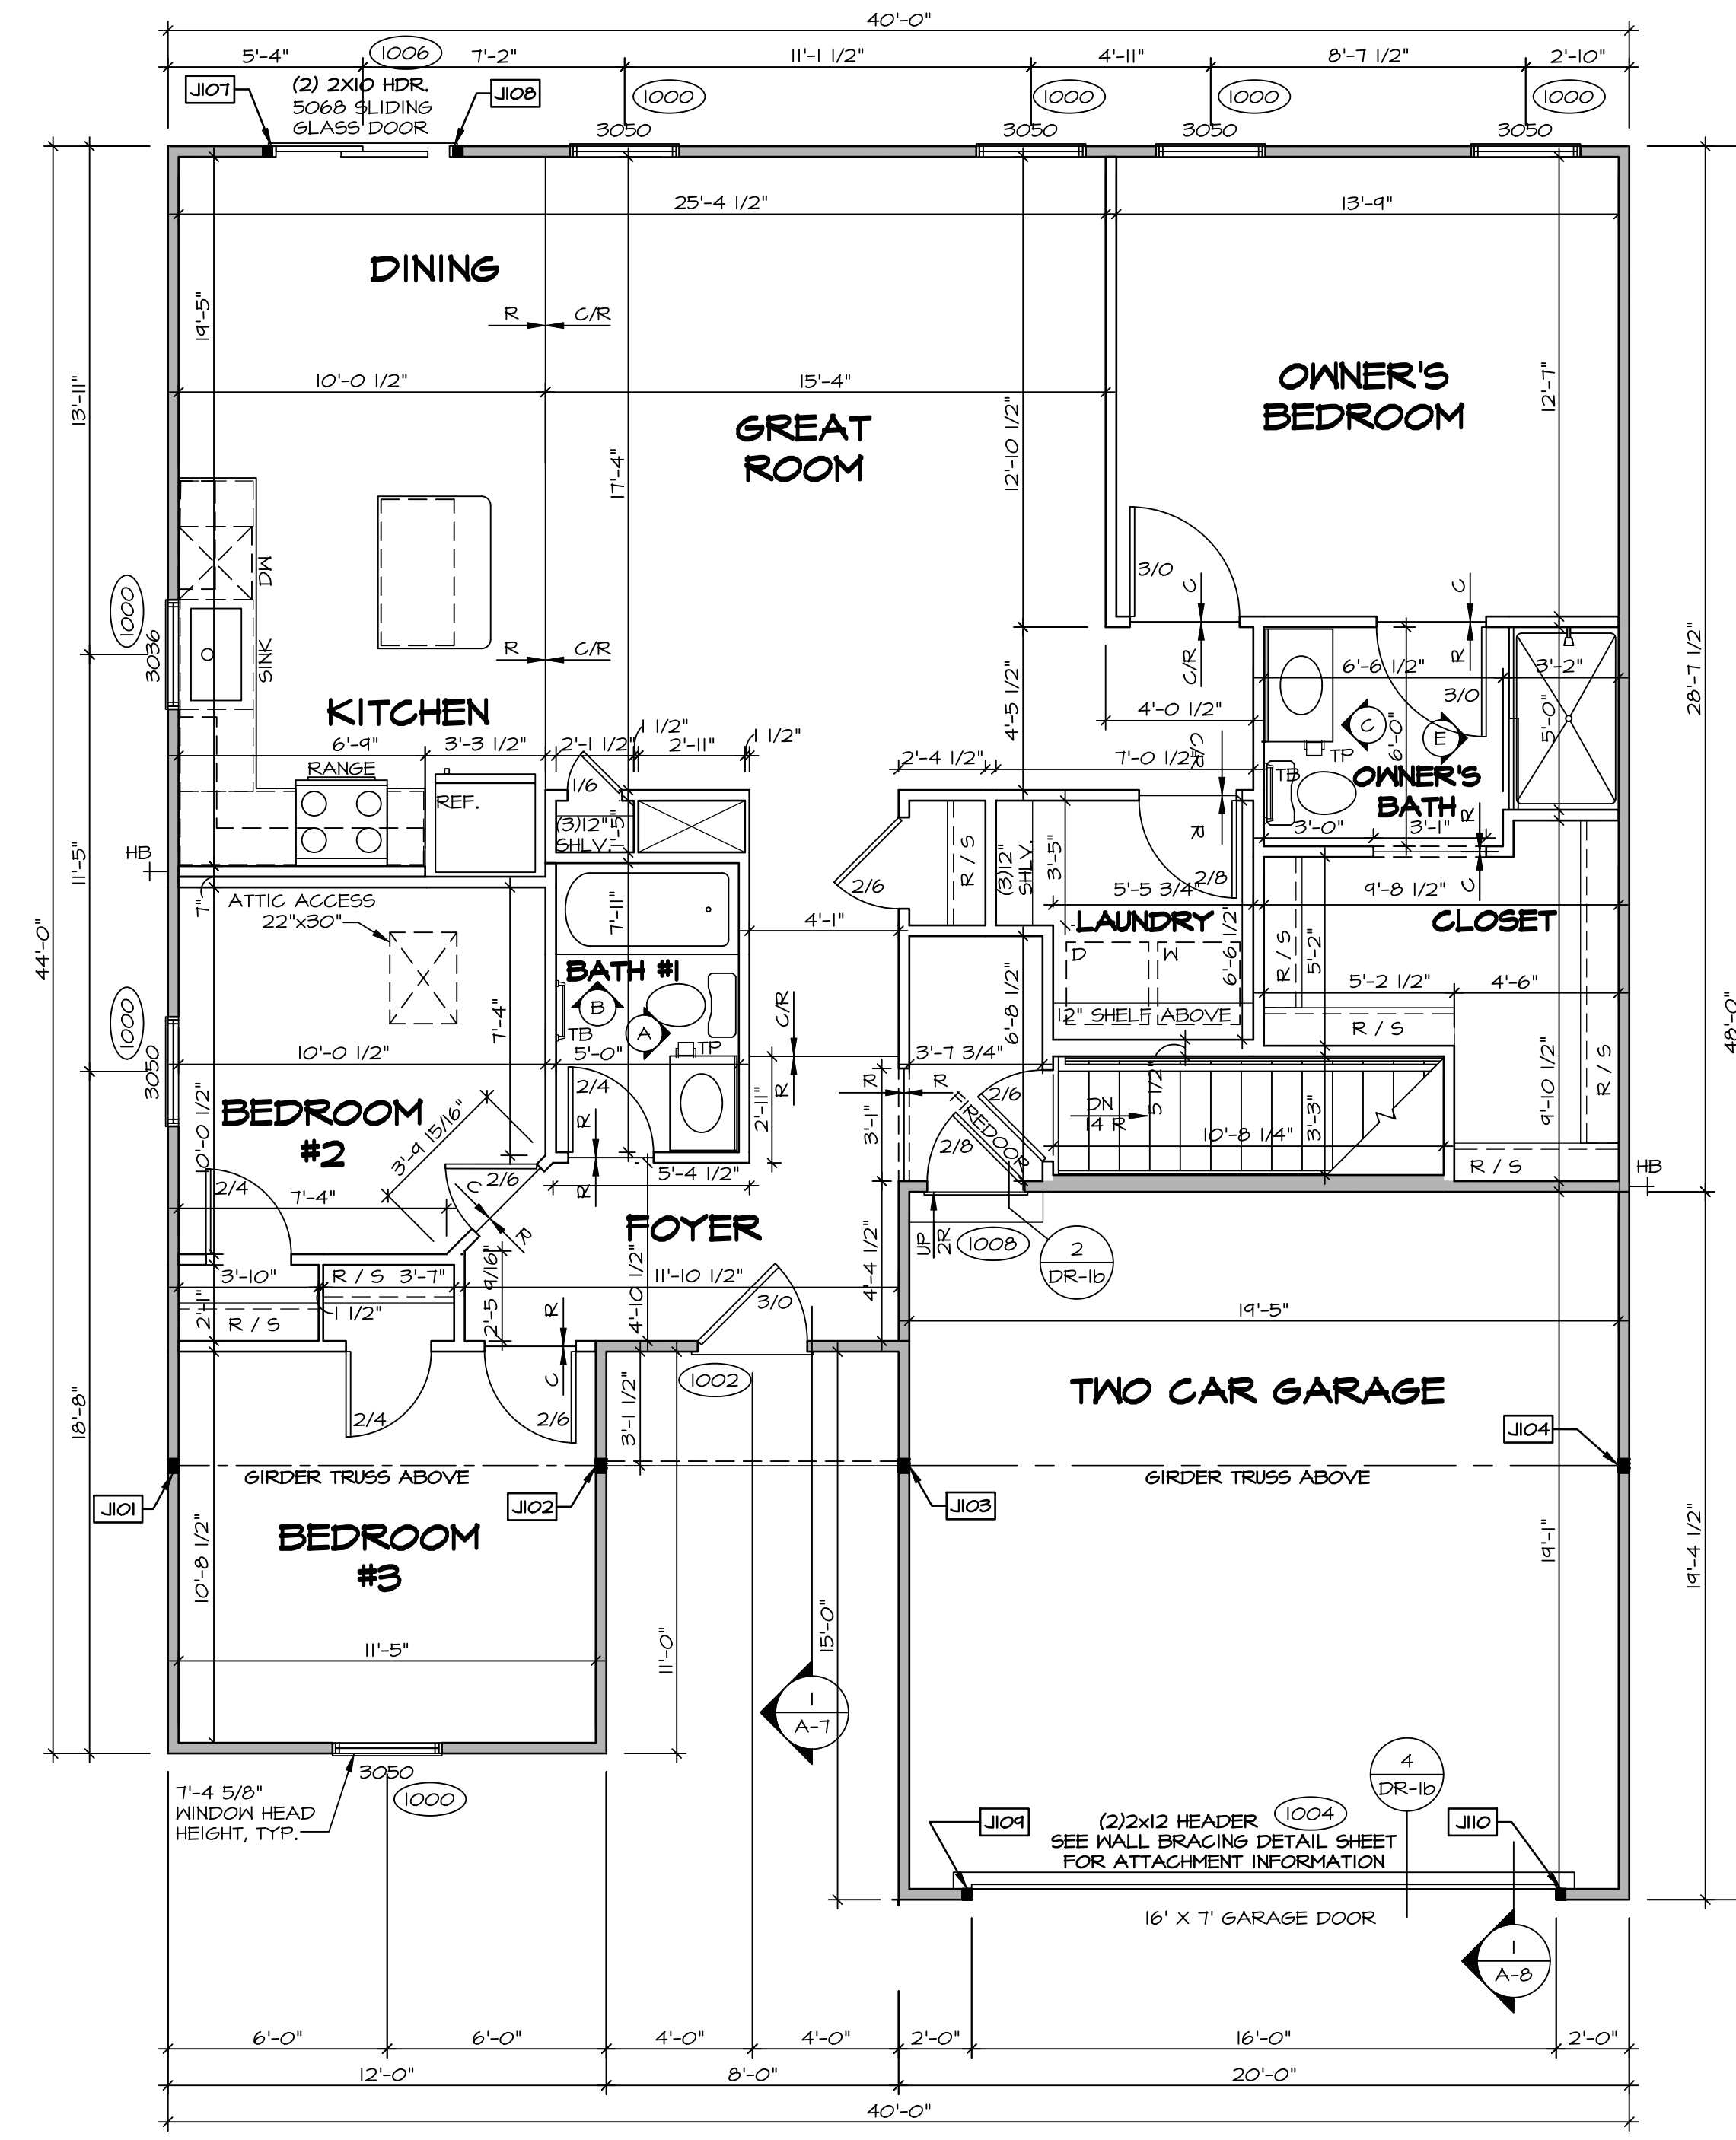 40'-0"
5'-4"
1006
7'-2"
11'-1 1/2"
4'-11"
8'-7 1/2"
2'-10"
J107
(2) 2X10 HDR.
5068 SLIDING
GLASS DOOR
J108
1000
1000
1000
1000
3050
3050
3050
3050
25'-4 1/2"
13'-9"
DINING
19'-5"
R
C/R
13'-11"
10'-0 1/2"
15'-4"
GREAT
ROOM
17'-4"
12'-10 1/2"
OWNER'S
BEDROOM
12'-7"
3/0
C
C
DW
1000
3036
SINK
R
C/R
C/R
R
28'-7 1/2"
6'-6 1/2"
3'-2"
3/0
KITCHEN
4'-5 1/2"
4'-0 1/2"
C
E
6'-0"
5'-0"
6'-9"
3'-3 1/2"
2'-1 1/2"
1 1/2"
2'-11"
1 1/2"
2'-4 1/2"
7'-0 1/2"
C/R
TP
TB
OWNER'S
BATH
RANGE
REF.
1/6
(3)12"
SHLV.
1'-5"
R
3'-0"
3'-1"
R
HB
11'-5"
7"
ATTIC ACCESS
22"x30"
2/6
R / S
(3)12"
SHLV.
3'-5"
5'-5 3/4"
2/8
9'-8 1/2"
C
44'-0"
7'-11"
4'-1"
LAUNDRY
CLOSET
D
W
6'-6 1/2"
R / S
5'-2"
BATH #1
B
A
TB
TP
7'-4"
C/R
6'-8 1/2"
12" SHELF ABOVE
5'-2 1/2"
4'-6"
R / S
48'-0"
1000
3050
10'-0 1/2"
5'-0"
3'-7 3/4"
5 1/2"
9'-10 1/2"
R / S
R
R
R
2/4
2/6
BEDROOM
#2
10'-0 1/2"
3'-9 15/16"
R
2'-11"
3'-1"
FIREDOOR
2/8
DN
14 R
10'-8 1/4"
3'-3"
2/4
7'-4"
2/6
C
R
5'-4 1/2"
R
R / S
HB
FOYER
UP
2R
1008
2
DR-1b
3'-10"
R / S
3'-7"
2'-1"
1 1/2"
R / S
2'-5 9/16"
11'-10 1/2"
4'-10 1/2"
4'-4 1/2"
R
3/0
19'-5"
C
1002
18'-8"
2/4
2/6
3'-1 1/2"
TWO CAR GARAGE
J104
GIRDER TRUSS ABOVE
GIRDER TRUSS ABOVE
J101
J102
J103
BEDROOM
#3
10'-8 1/2"
19'-1"
19'-4 1/2"
11'-5"
11'-0"
15'-0"
1
A-7
3050
1000
7'-4 5/8"
WINDOW HEAD
HEIGHT, TYP.
4
DR-1b
J109
(2)2x12 HEADER
1004
SEE WALL BRACING DETAIL SHEET
FOR ATTACHMENT INFORMATION
J110
16' X 7' GARAGE DOOR
1
A-8
6'-0"
6'-0"
4'-0"
4'-0"
2'-0"
16'-0"
2'-0"
12'-0"
8'-0"
20'-0"
40'-0"